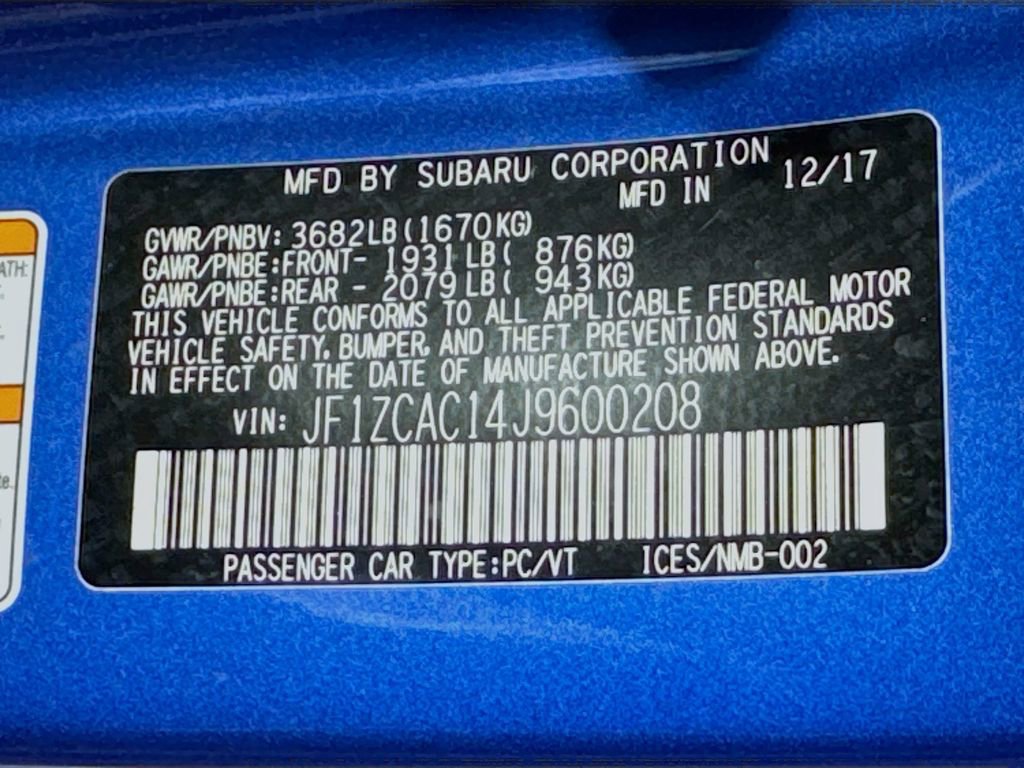 MFD BY SUBARU CORPORATION
MFD IN 12/17
GVWR/PNBV: 3682LB(1670KG)
GAWR/PNBE:FRONT- 1931LB( 876KG)
GAWR/PNBE:REAR - 2079LB( 943KG)
THIS VEHICLE CONFORMS TO ALL APPLICABLE FEDERAL MOTOR
VEHICLE SAFETY, BUMPER, AND THEFT PREVENTION STANDARDS
IN EFFECT ON THE DATE OF MANUFACTURE SHOWN ABOVE.
VIN: JF1ZCAC14J9600208
PASSENGER CAR TYPE:PC/VT ICES/NMB-002